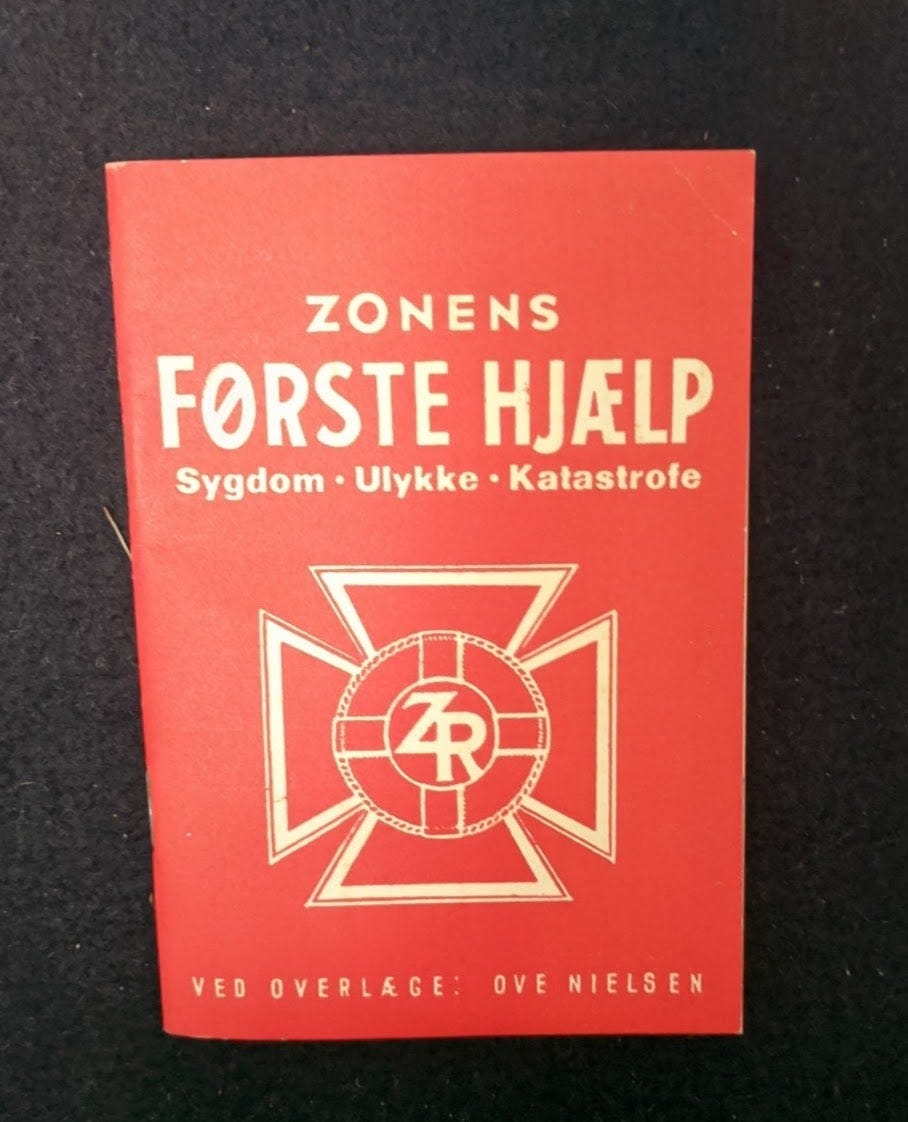 ZONENS
FØRSTE HJÆLP
Sygdom • Ulykke • Katastrofe
ZR
VED OVERLÆGE: OVE NIELSEN